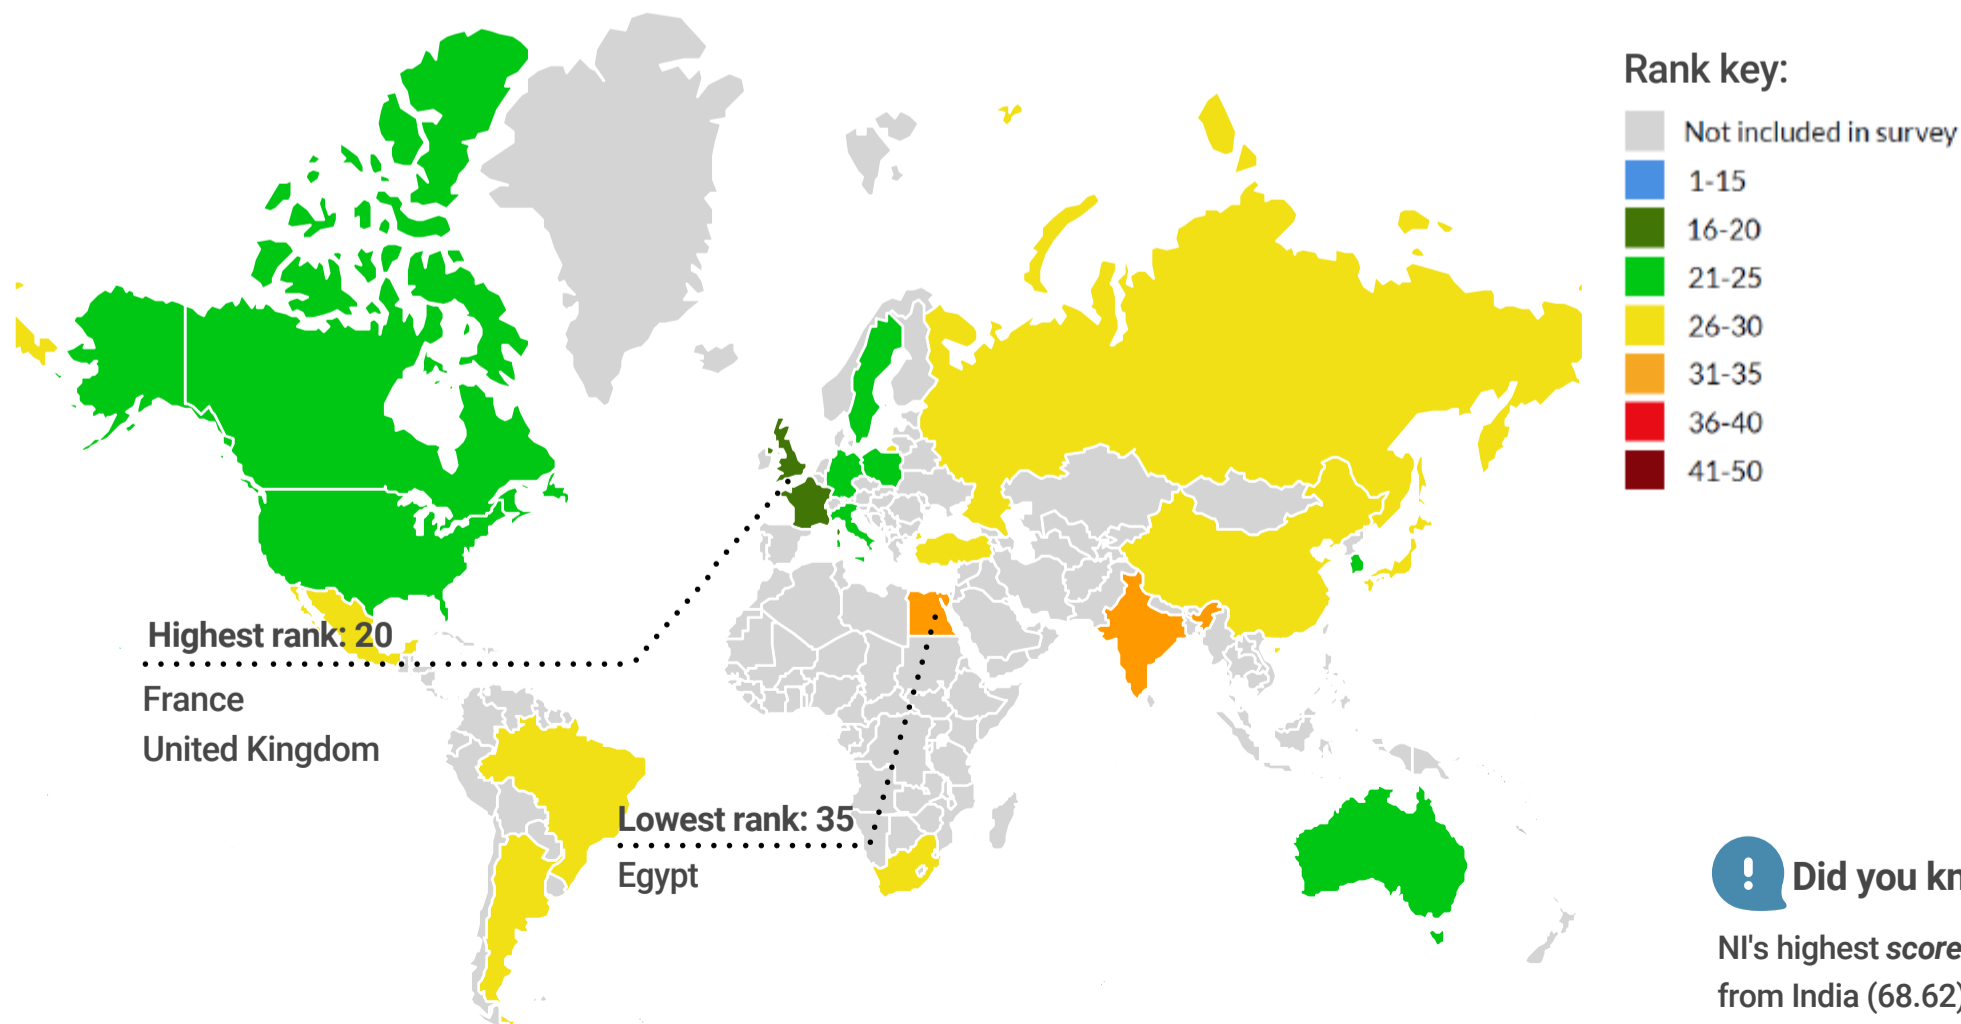 Rank key:
Not included in survey
1-15
16-20
21-25
26-30
31-35
36-40
41-50
Highest rank: 20
France
United Kingdom
Lowest rank: 35
Egypt
Did you
NI's highest score
from India (68.62)